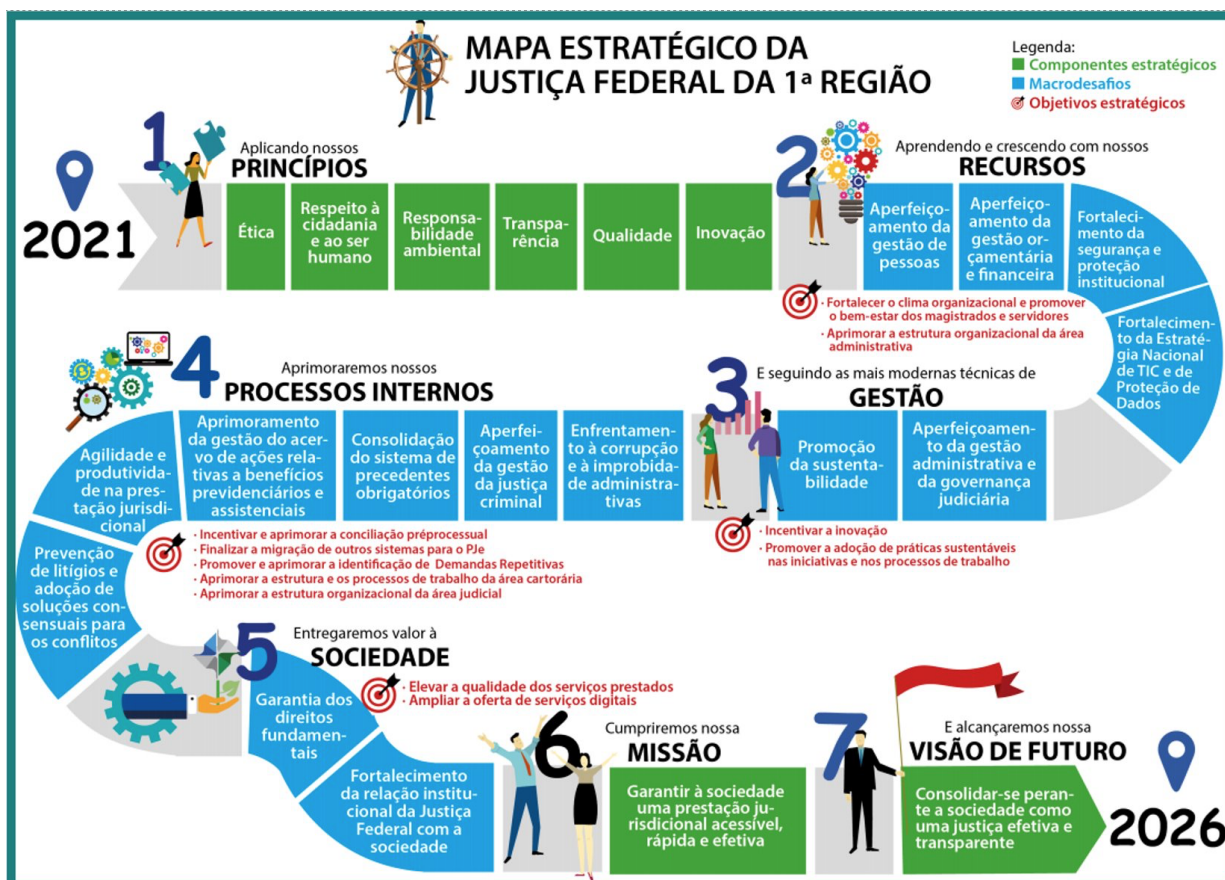 MAPA ESTRATÉGICO DA
JUSTIÇA FEDERAL DA 1ª REGIÃO
Legenda:
Componentes estratégicos
Macrodesafios
Objetivos estratégicos
2021
1
Aplicando nossos
PRINCÍPIOS
Ética
Respeito à
cidadania
e ao ser
humano
Responsa-
bilidade
ambiental
Transpa-
rência
Qualidade
Inovação
2
Aprendendo e crescendo com nossos
RECURSOS
Aperfeiço-
amento da
gestão de
pessoas
Aperfeiço-
amento da
gestão or-
çamentária
e financeira
Fortaleci-
mento da
segurança e
proteção
institucional
Fortalecimen-
to da Estraté-
gia Nacional
de TIC e de
Proteção de
Dados
· Fortalecer o clima organizacional e promover
o bem-estar dos magistrados e servidores
· Aprimorar a estrutura organizacional da área
administrativa
3
E seguindo as mais modernas técnicas de
GESTÃO
Promoção
da sustenta-
bilidade
Aperfeiçoamen-
to da gestão
administrativa e
da governança
judiciária
· Incentivar a inovação
· Promover a adoção de práticas sustentáveis
nas iniciativas e nos processos de trabalho
4
Aprimoraremos nossos
PROCESSOS INTERNOS
Enfrentamen-
to à corrupção
e à improbida-
de administra-
tivas
Aperfei-
çoamento
da gestão
da justiça
criminal
Consolidação
do sistema de
precedentes
obrigatórios
Aprimoramento
da gestão do acer-
vo de ações rela-
tivas a benefícios
previdenciários e
assistenciais
Agilidade e
produtivida-
de na pres-
tação jurisdi-
cional
Prevenção
de litígios e
adoção de
soluções con-
sensuais para
os conflitos
· Incentivar e aprimorar a conciliação préprocessual
· Finalizar a migração de outros sistemas para o PJe
· Promover e aprimorar a identificação de Demandas Repetitivas
· Aprimorar a estrutura e os processos de trabalho da área cartorária
· Aprimorar a estrutura organizacional da área judicial
5
Entregaremos valor à
SOCIEDADE
Garantia dos
direitos
fundamen-
tais
Fortalecimento
da relação institu-
cional da Justiça
Federal com a
sociedade
· Elevar a qualidade dos serviços prestados
· Ampliar a oferta de serviços digitais
6
Cumpriremos nossa
MISSÃO
Garantir à sociedade
uma prestação ju-
risdicional acessível,
rápida e efetiva
7
E alcançaremos nossa
VISÃO DE FUTURO
Consolidar-se peran-
te a sociedade como
uma justiça efetiva e
transparente
2026